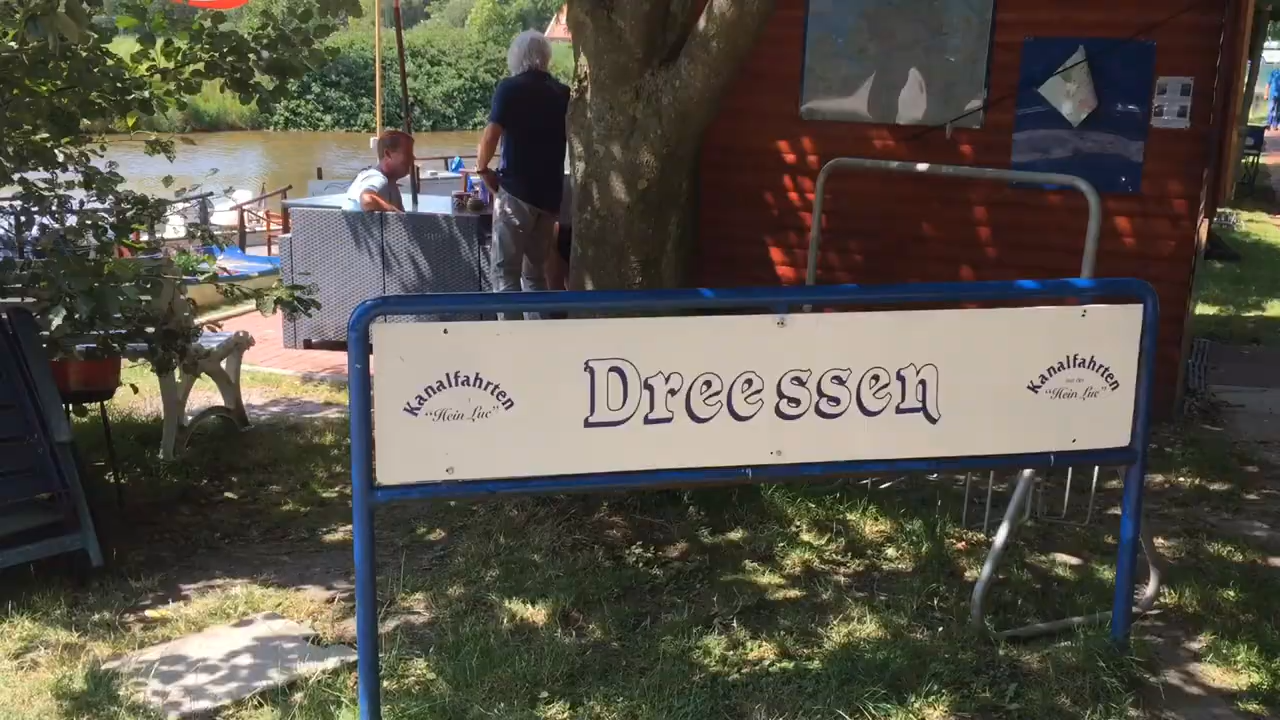 Kanalfahrten
"Hein Lüc"
Dreessen
Kanalfahrten
"Hein Lüc"